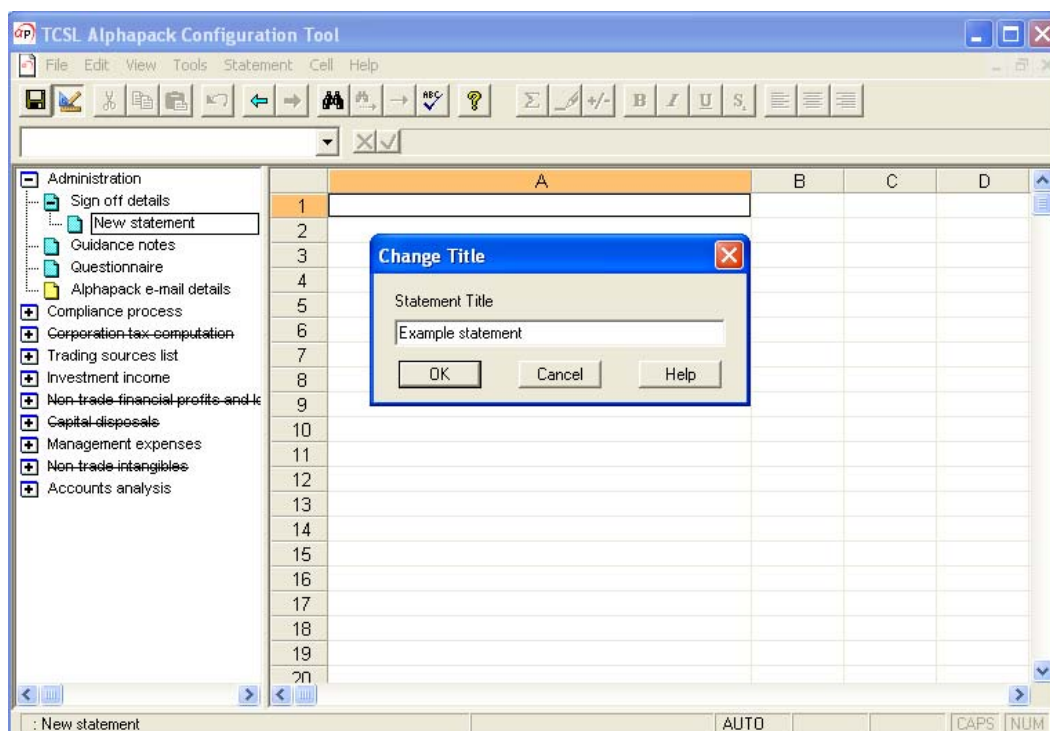 TCSL Alphapack Configuration Tool
File Edit View Tools Statement Cell Help
ABC Σ +/- B I U S
Administration
Sign off details
New statement
Guidance notes
Questionnaire
Alphapack e-mail details
Compliance process
Corporation tax computation
Trading sources list
Investment income
Non trade financial profits and lo
Capital disposals
Management expenses
Non trade intangibles
Accounts analysis
A B C D
1
2
3
4
5
6
7
8
9
10
11
12
13
14
15
16
17
18
19
20
Change Title
Statement Title
Example statement
OK Cancel Help
: New statement AUTO CAPS NUM